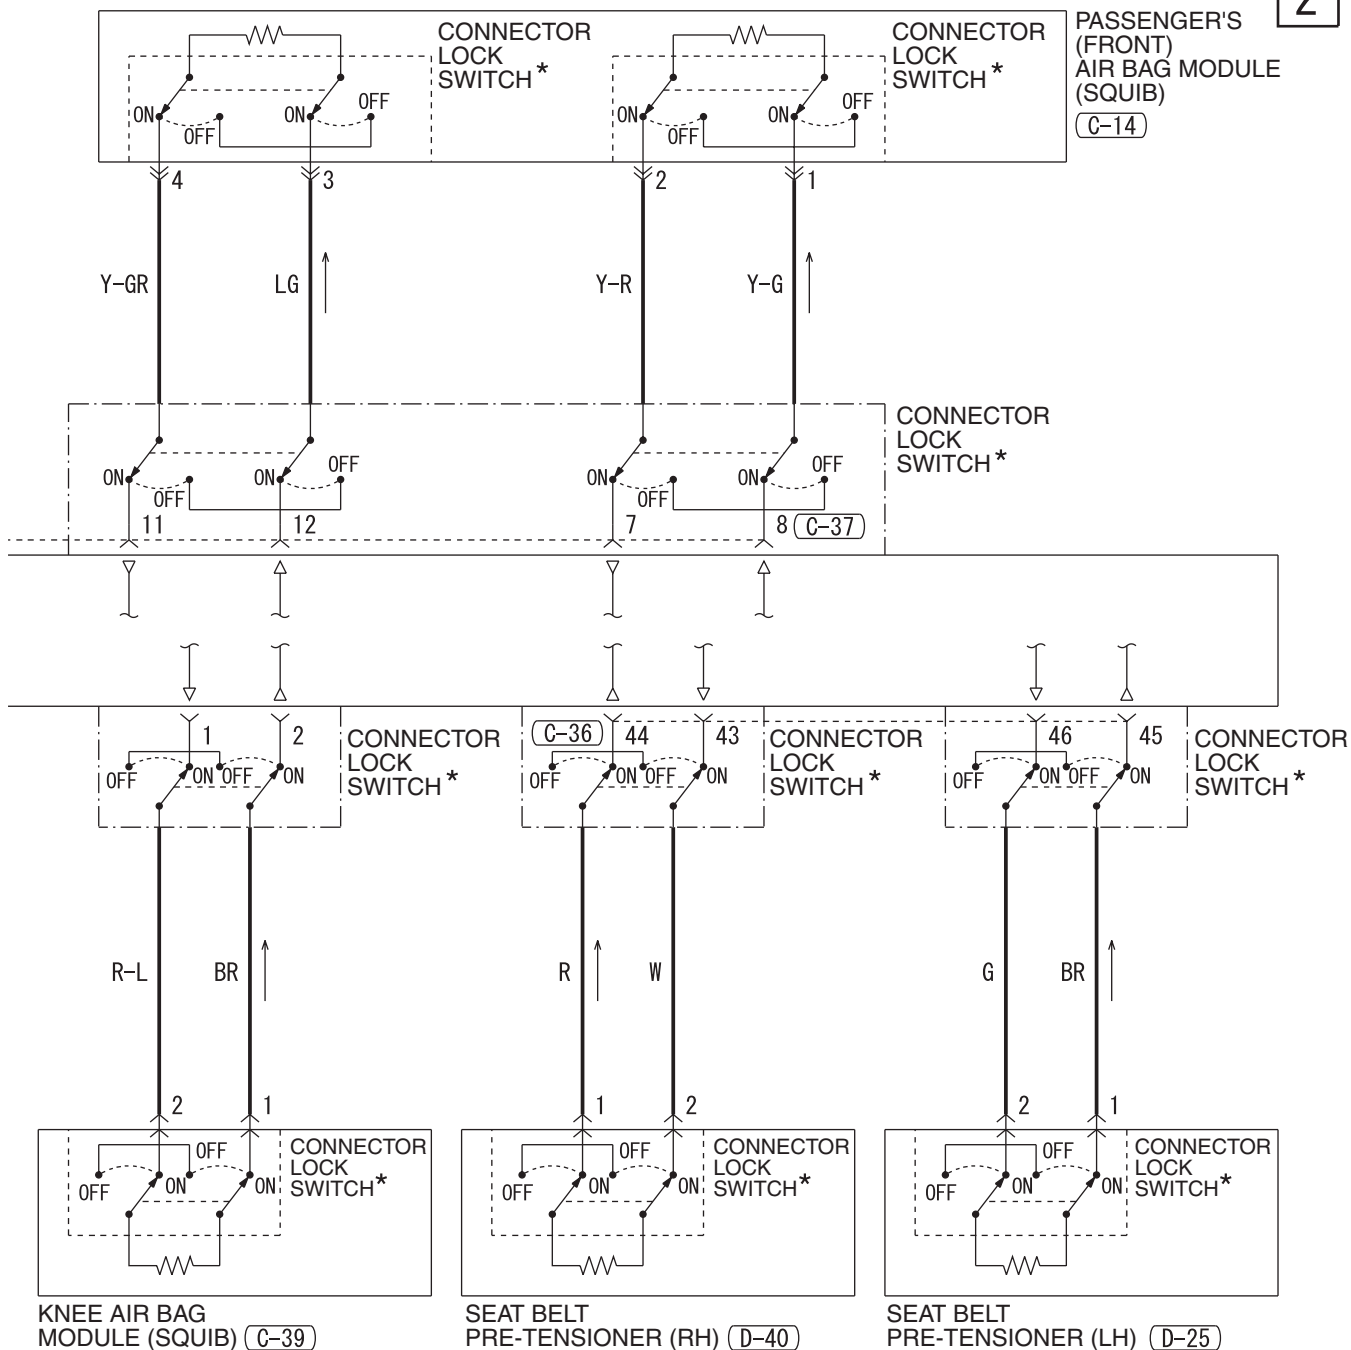 2
CONNECTOR
LOCK
SWITCH *
CONNECTOR
LOCK
SWITCH *
PASSENGER'S
(FRONT)
AIR BAG MODULE
(SQUIB)
C-14
ON OFF ON OFF
ON OFF ON OFF
4 3 2 1
Y-GR LG Y-R Y-G
CONNECTOR
LOCK
SWITCH *
ON OFF ON OFF
ON OFF ON OFF
11 12 7 8 C-37
1 2
CONNECTOR
LOCK
SWITCH *
OFF ON OFF ON
C-36 44 43
CONNECTOR
LOCK
SWITCH *
OFF ON OFF ON
46 45
CONNECTOR
LOCK
SWITCH *
OFF ON OFF ON
R-L BR R W G BR
2 1 1 2 2 1
OFF ON OFF ON
CONNECTOR
LOCK
SWITCH *
OFF ON OFF ON
CONNECTOR
LOCK
SWITCH *
OFF ON OFF ON
CONNECTOR
LOCK
SWITCH *
KNEE AIR BAG
MODULE (SQUIB) C-39
SEAT BELT
PRE-TENSIONER (RH) D-40
SEAT BELT
PRE-TENSIONER (LH) D-25